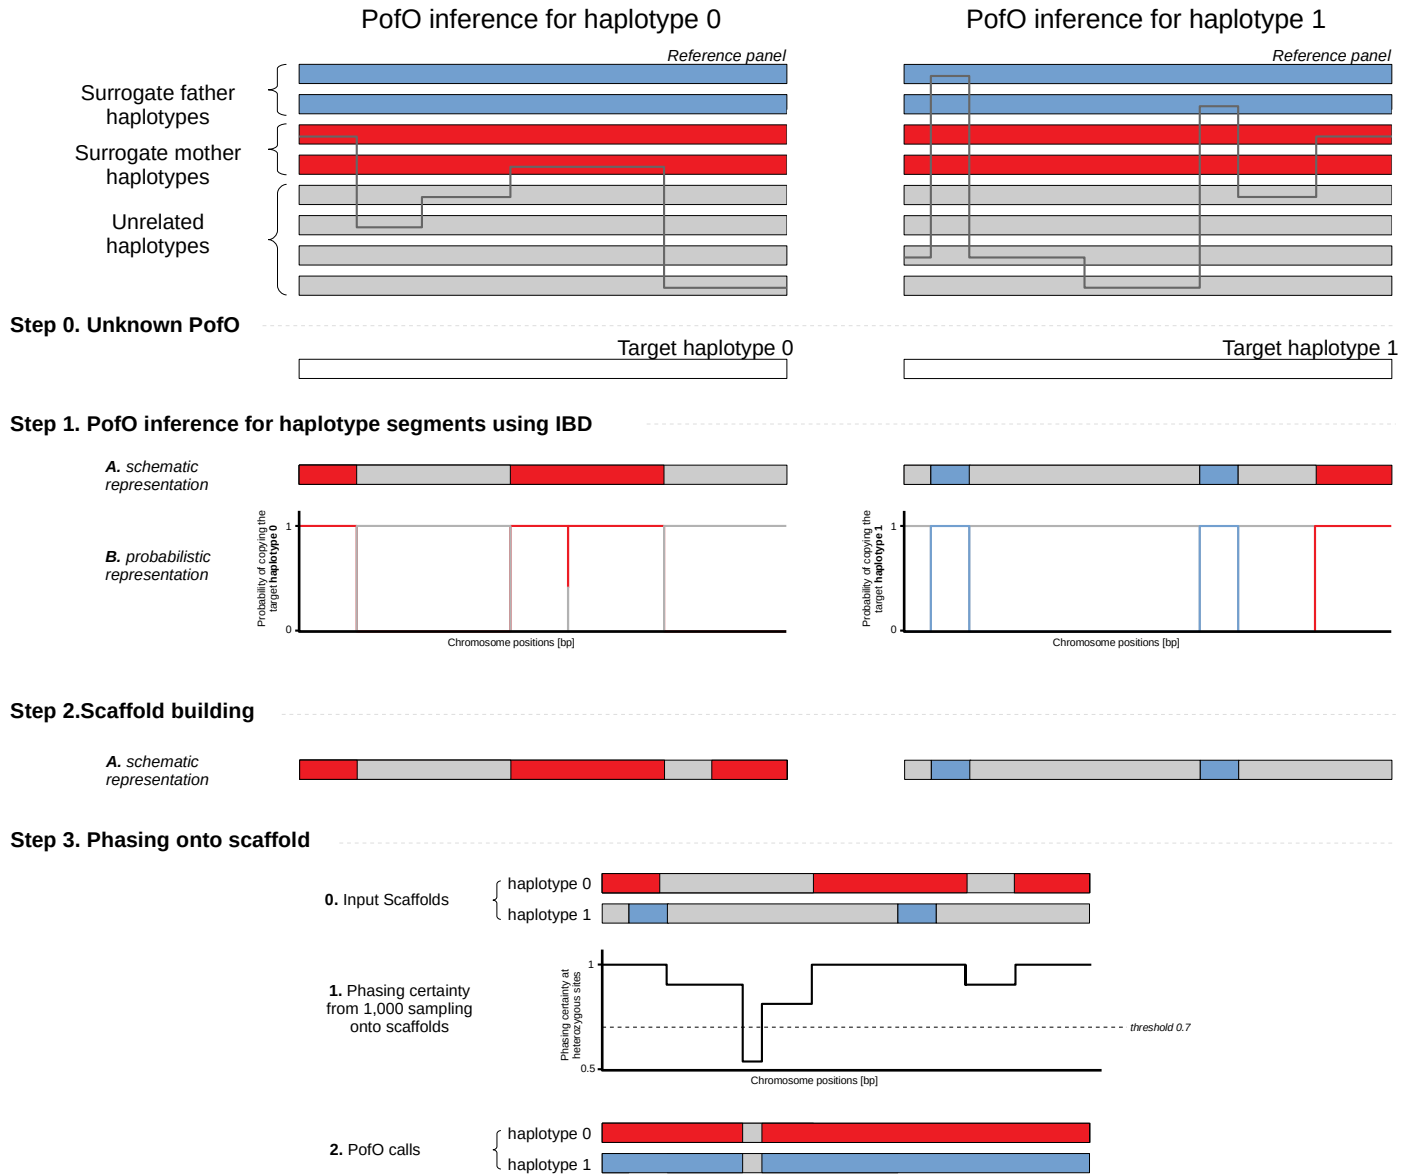 PofO inference for haplotype 0
PofO inference for haplotype 1
Reference panel
Reference panel
Surrogate father
haplotypes
Surrogate mother
haplotypes
Unrelated
haplotypes
Step 0. Unknown PofO
Target haplotype 0
Target haplotype 1
Step 1. PofO inference for haplotype segments using IBD
A. schematic
representation
B. probabilistic
representation
Probability of copying the
target haplotype 0
1
0
Chromosome positions [bp]
Probability of copying the
target haplotype 1
1
0
Chromosome positions [bp]
Step 2.Scaffold building
A. schematic
representation
Step 3. Phasing onto scaffold
0. Input Scaffolds
haplotype 0
haplotype 1
1. Phasing certainty
from 1,000 sampling
onto scaffolds
Phasing certainty at
heterozygous sites
1
0.5
threshold 0.7
Chromosome positions [bp]
2. PofO calls
haplotype 0
haplotype 1